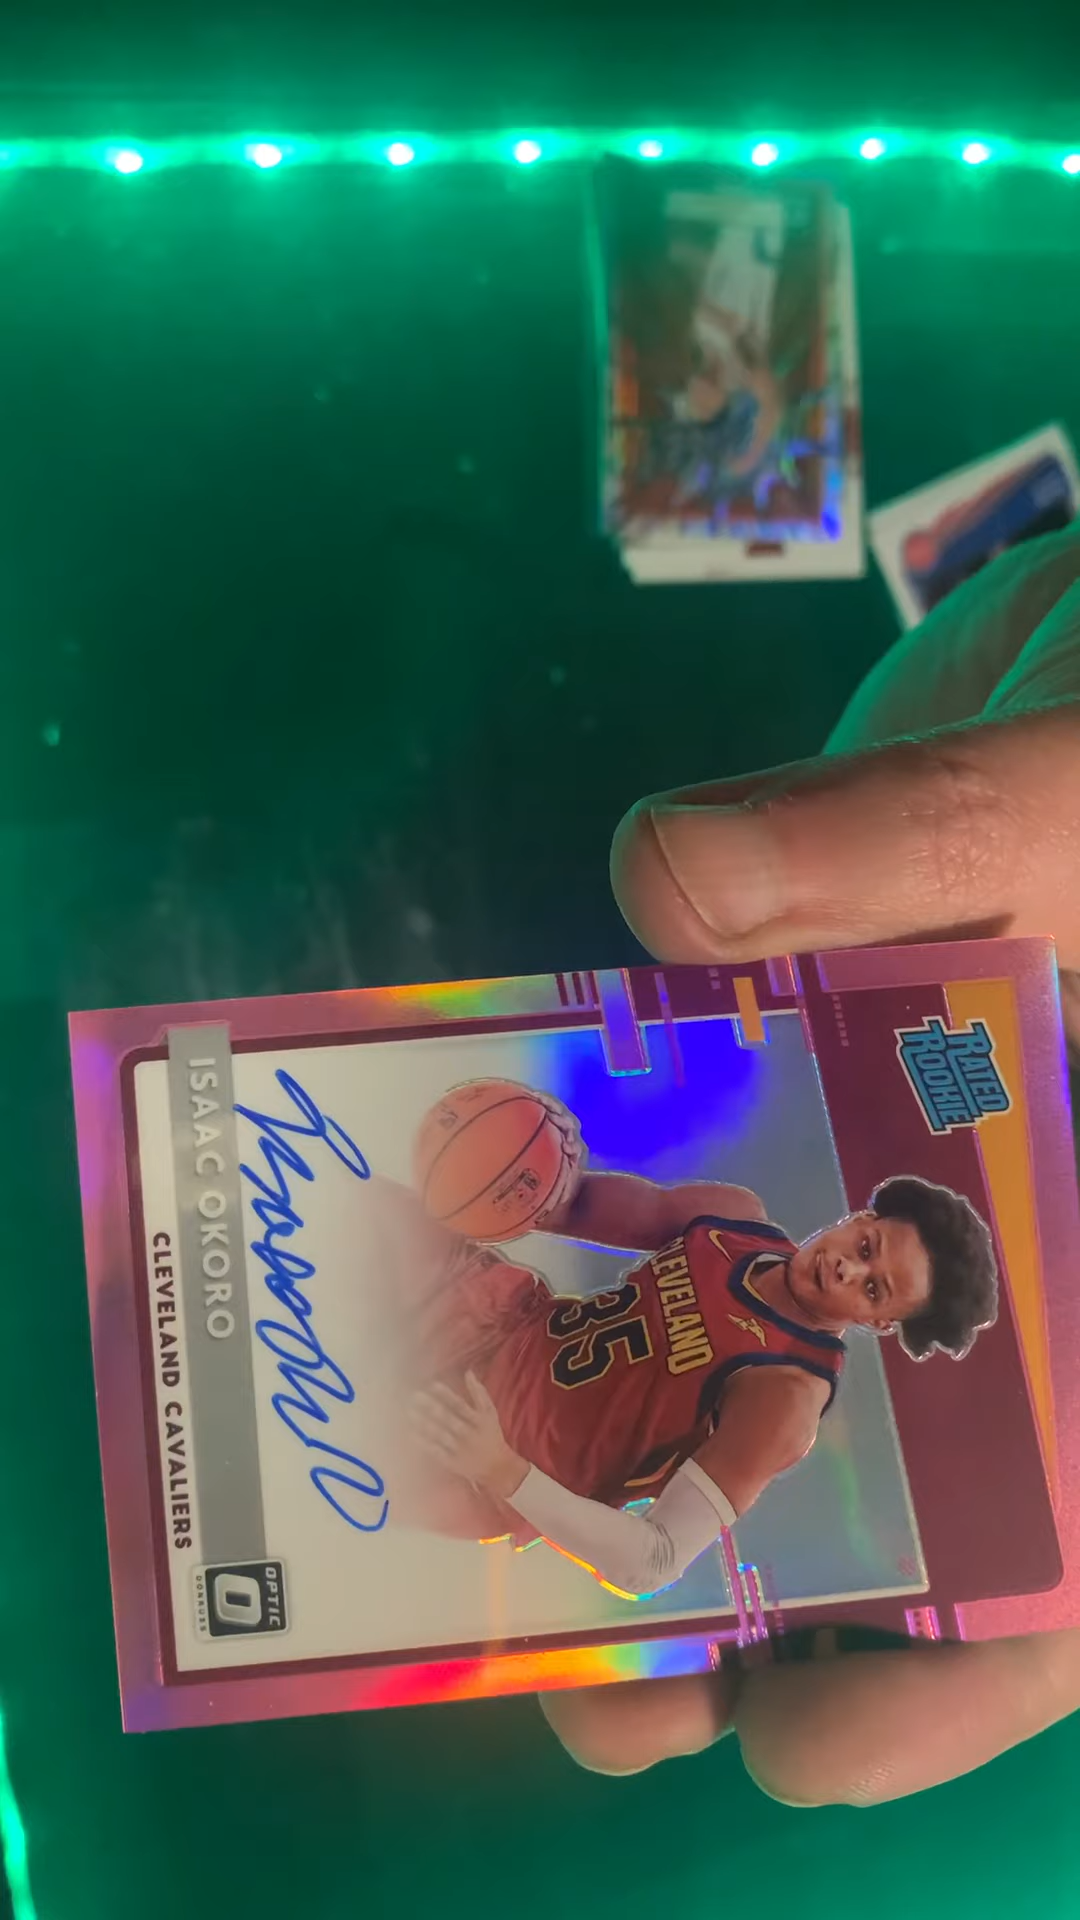 RATED
ROOKIE
CLEVELAND
35
ISAAC OKORO
CLEVELAND CAVALIERS
OPTIC
DONRUSS